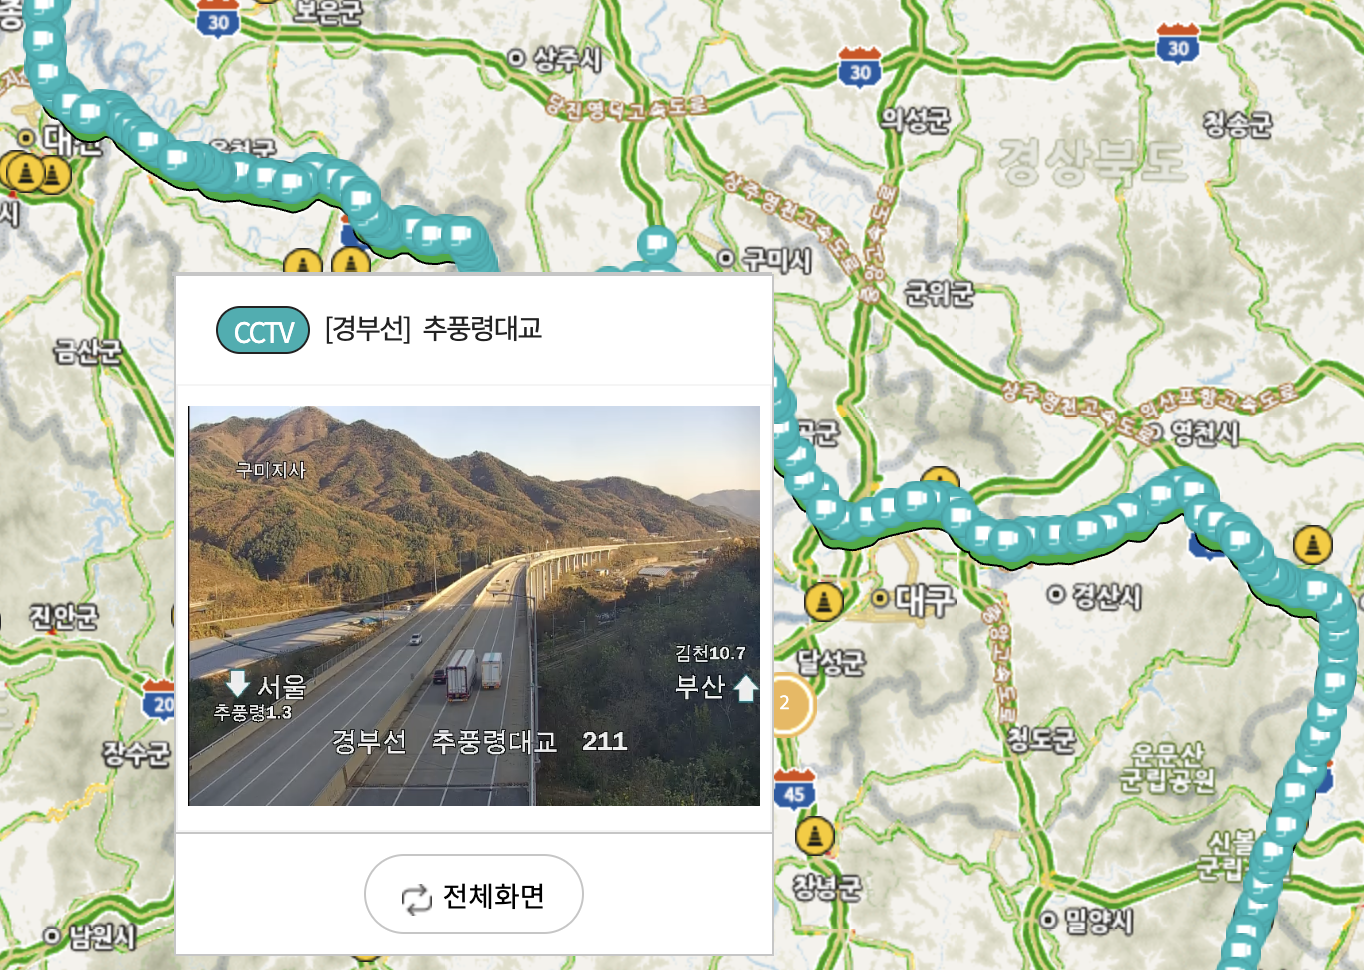 30
보은군
상주시
30
30
당진영덕고속도로
의성군
청송군
대전
옥천군
경상북도
시
상주영천고속도로
중앙고속도로
구미시
군위군
금산군
CCTV [경부선] 추풍령대교
상주영천고속도로
익산포항고속도로
곡군
영천시
구미지사
진안군
대구
경산시
중앙고속도로
달성군
김천10.7
서울
부산
추풍령1.3
20
2
경부선 추풍령대교 211
장수군
청도군
운문산
군립공원
45
신불
군립
전체화면
창녕군
밀양시
남원시